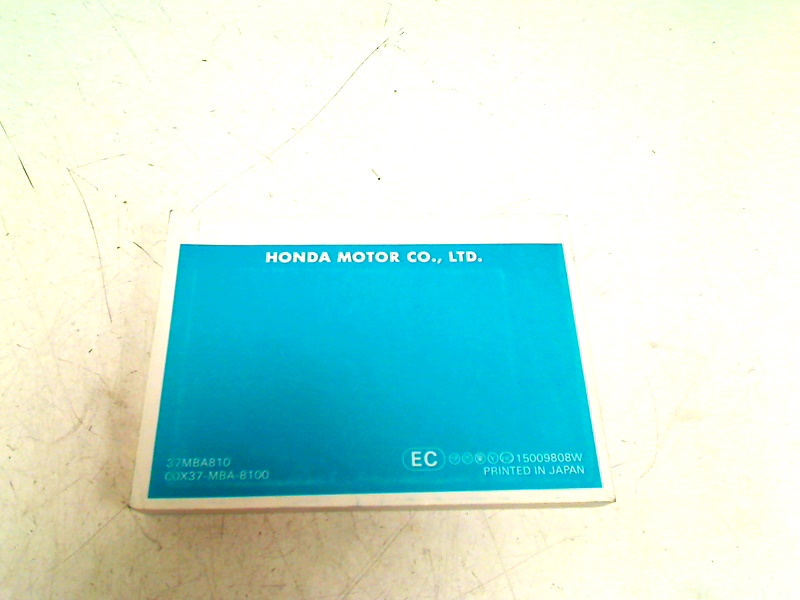 HONDA MOTOR CO., LTD.
37MBA810
00X37-MBA-8100
EC 15009808W
PRINTED IN JAPAN